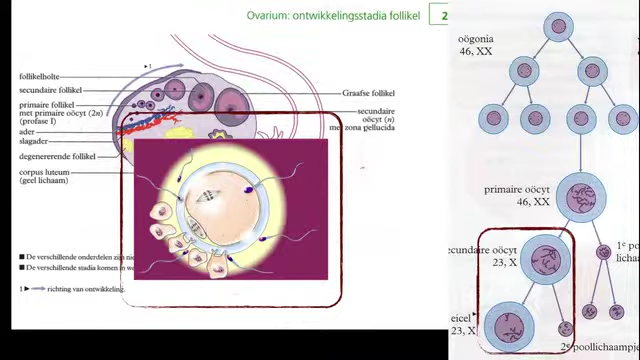 Ovarium: ontwikkelingsstadia follikel 2
▸1
follikelholte
secundaire follikel
primaire follikel
met primaire oöcyt (2n)
(profase I)
ader
slagader
degenererende follikel
corpus luteum
(geel lichaam)
Graafse follikel
secundaire
oöcyt (n)
met zona pellucida
■ De verschillende onderdelen zijn nie
■ De verschillende stadia komen in we
1 ▸ richting van ontwikkeling.
oögonia
46, XX
primaire oöcyt
46, XX
ecundaire oöcyt
23, X
1e po
lichaa
eicel
23, X
2e poollichaampje